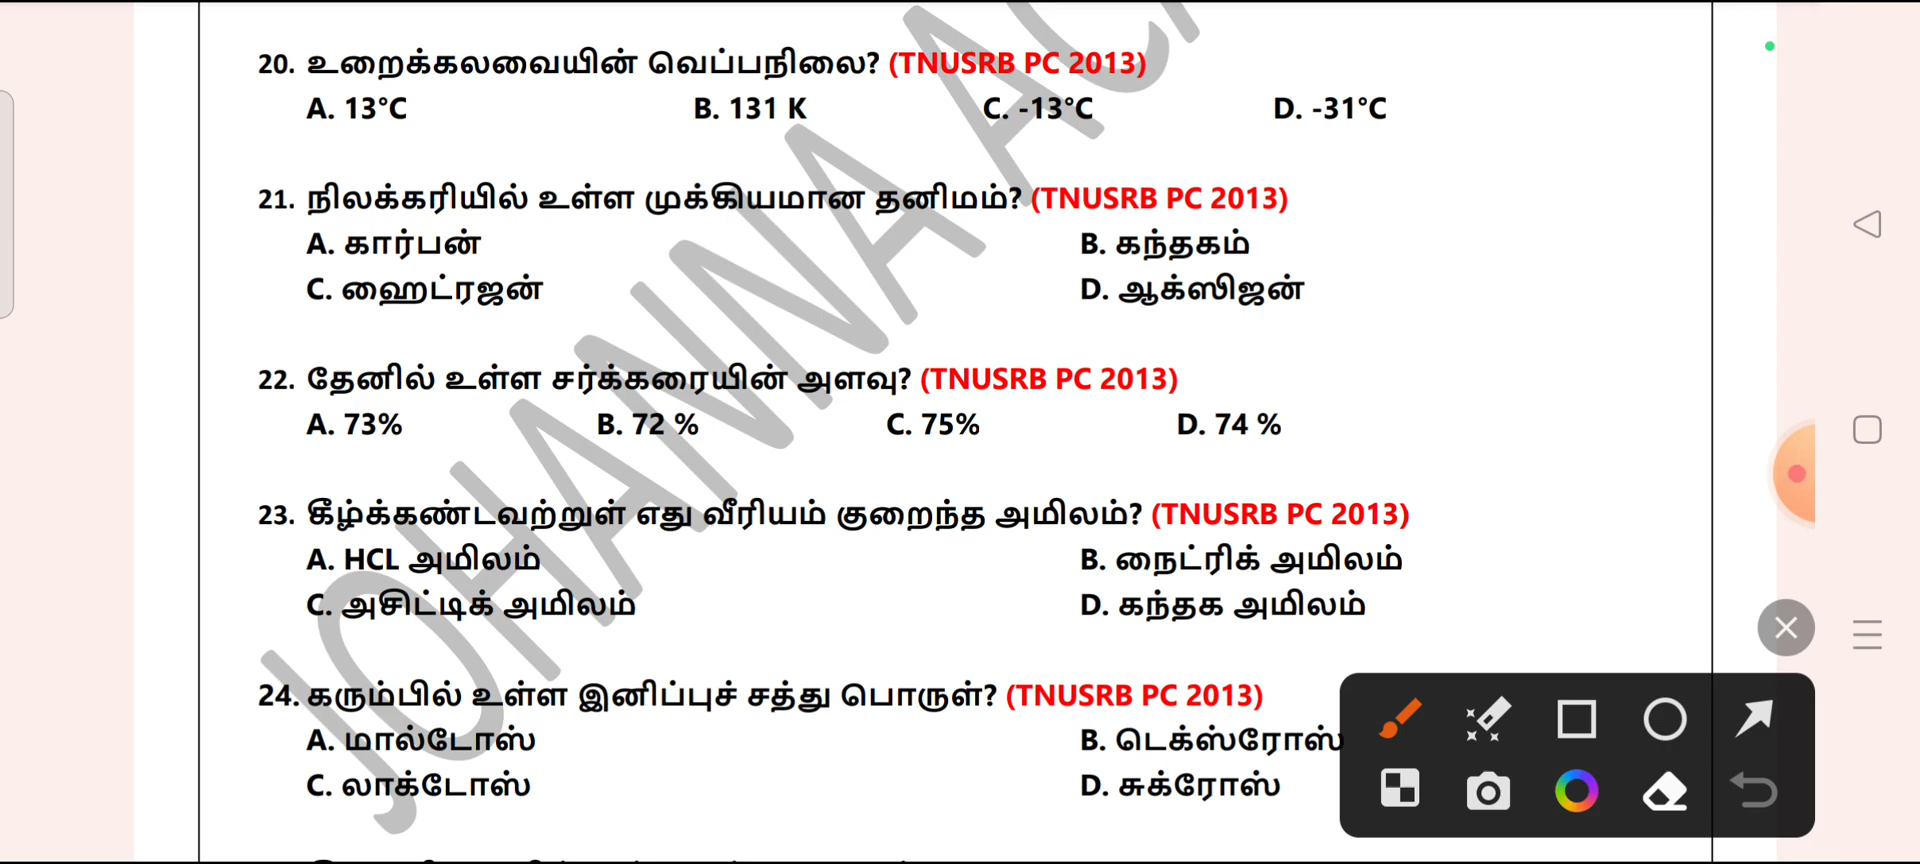 20. உறைக்கலவையின் வெப்பநிலை? (TNUSRB PC 2013)
A. 13°C B. 131 K C. -13°C D. -31°C
21. நிலக்கரியில் உள்ள முக்கியமான தனிமம்? (TNUSRB PC 2013)
A. கார்பன் B. கந்தகம்
C. ஹைட்ரஜன் D. ஆக்ஸிஜன்
22. தேனில் உள்ள சர்க்கரையின் அளவு? (TNUSRB PC 2013)
A. 73% B. 72 % C. 75% D. 74 %
23. கீழ்க்கண்டவற்றுள் எது வீரியம் குறைந்த அமிலம்? (TNUSRB PC 2013)
A. HCL அமிலம் B. நைட்ரிக் அமிலம்
C. அசிட்டிக் அமிலம் D. கந்தக அமிலம்
24. கரும்பில் உள்ள இனிப்புச் சத்து பொருள்? (TNUSRB PC 2013)
A. மால்டோஸ் B. டெக்ஸ்ரோஸ்
C. லாக்டோஸ் D. சுக்ரோஸ்
JOHANNA